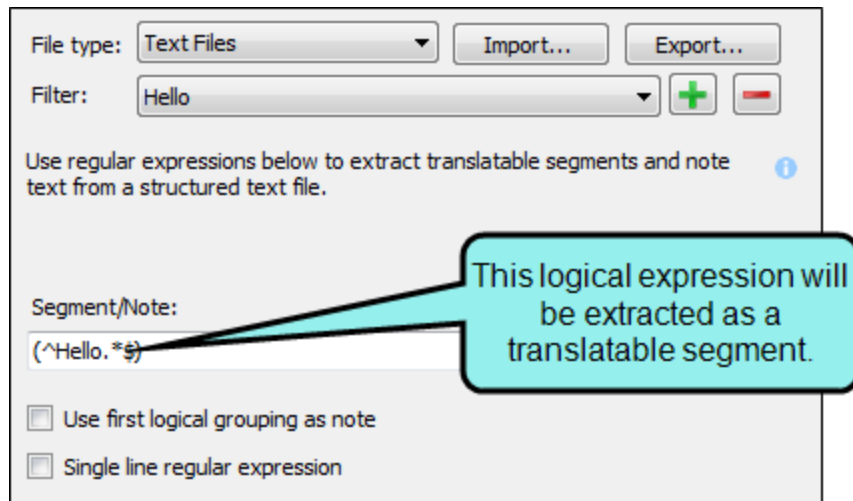 File type: Text Files Import... Export...
Filter: Hello
Use regular expressions below to extract translatable segments and note
text from a structured text file.
This logical expression will
be extracted as a
translatable segment.
Segment/Note:
(^Hello.*$)
Use first logical grouping as note
Single line regular expression